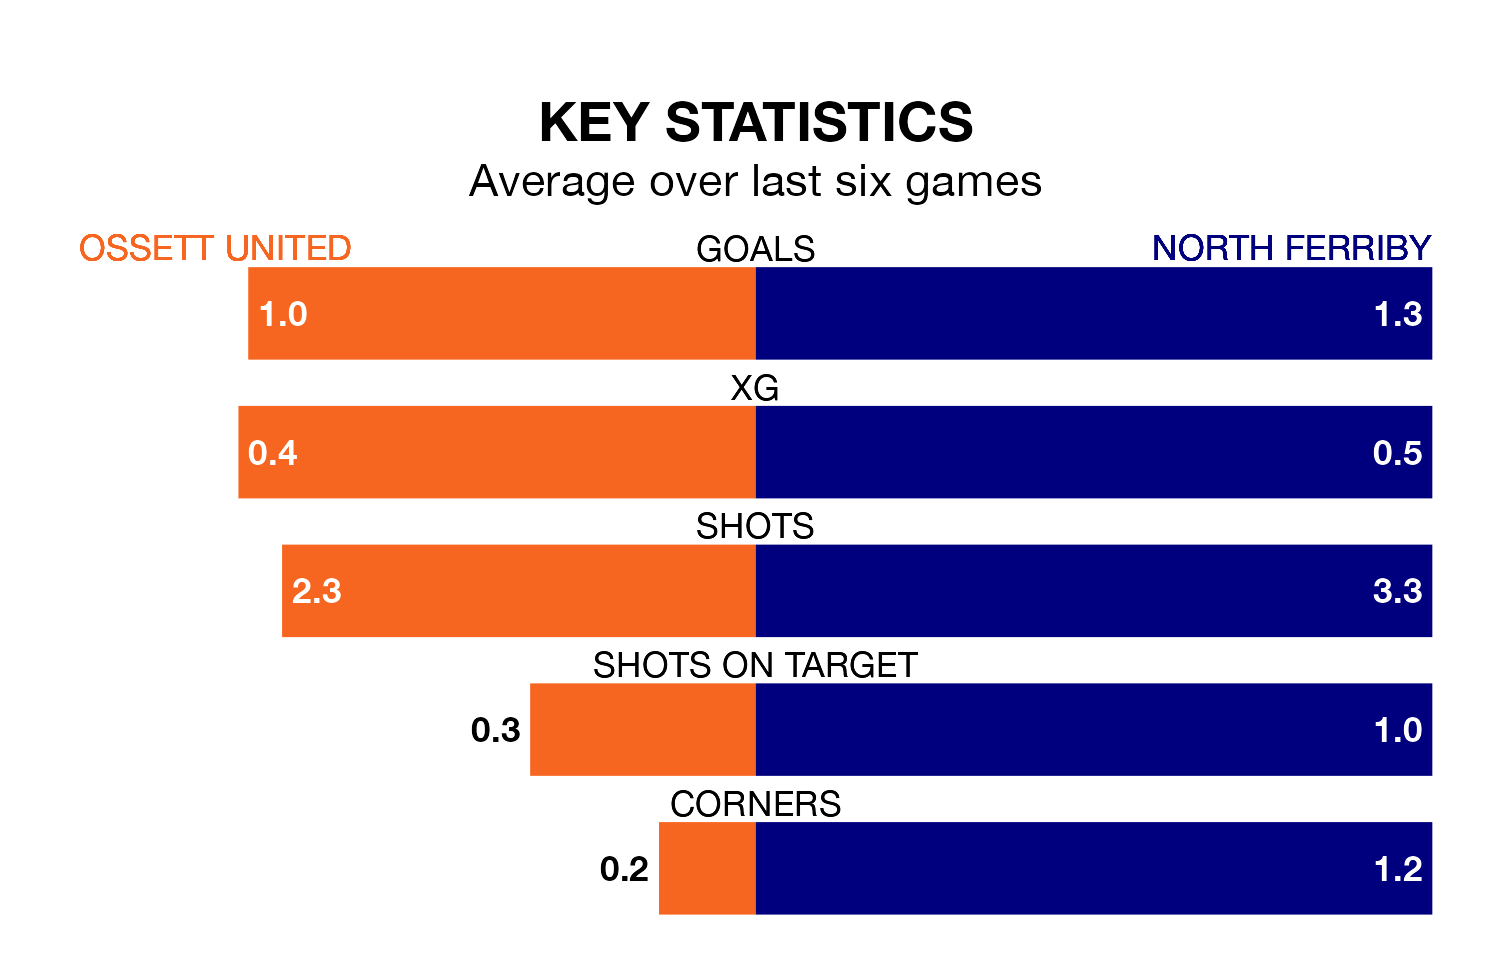 KEY STATISTICS
Average over last six games
OSSETT UNITED GOALS NORTH FERRIBY
1.0 1.3
XG
0.4 0.5
SHOTS
2.3 3.3
SHOTS ON TARGET
0.3 1.0
CORNERS
0.2 1.2